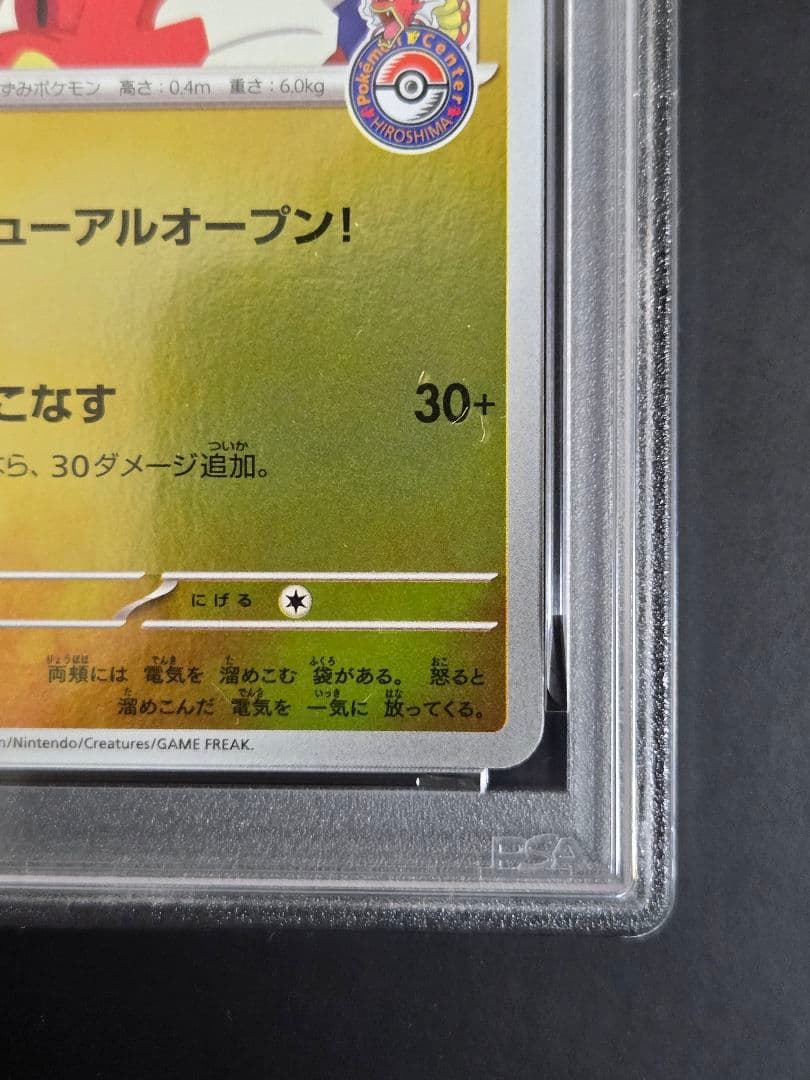 Pokémon Center
HIROSHIMA
ずみポケモン 高さ:0.4m 重さ:6.0kg
ューアルオープン!
こなす 30+
ら、30ダメージ追加。
ついか
にげる
両頬には 電気を 溜めこむ 袋がある。 怒ると
りょうほほ でんき た ふくろ おこ
溜めこんだ 電気を 一気に 放ってくる。
た でんき いっき はな
/Nintendo/Creatures/GAME FREAK.
PSA